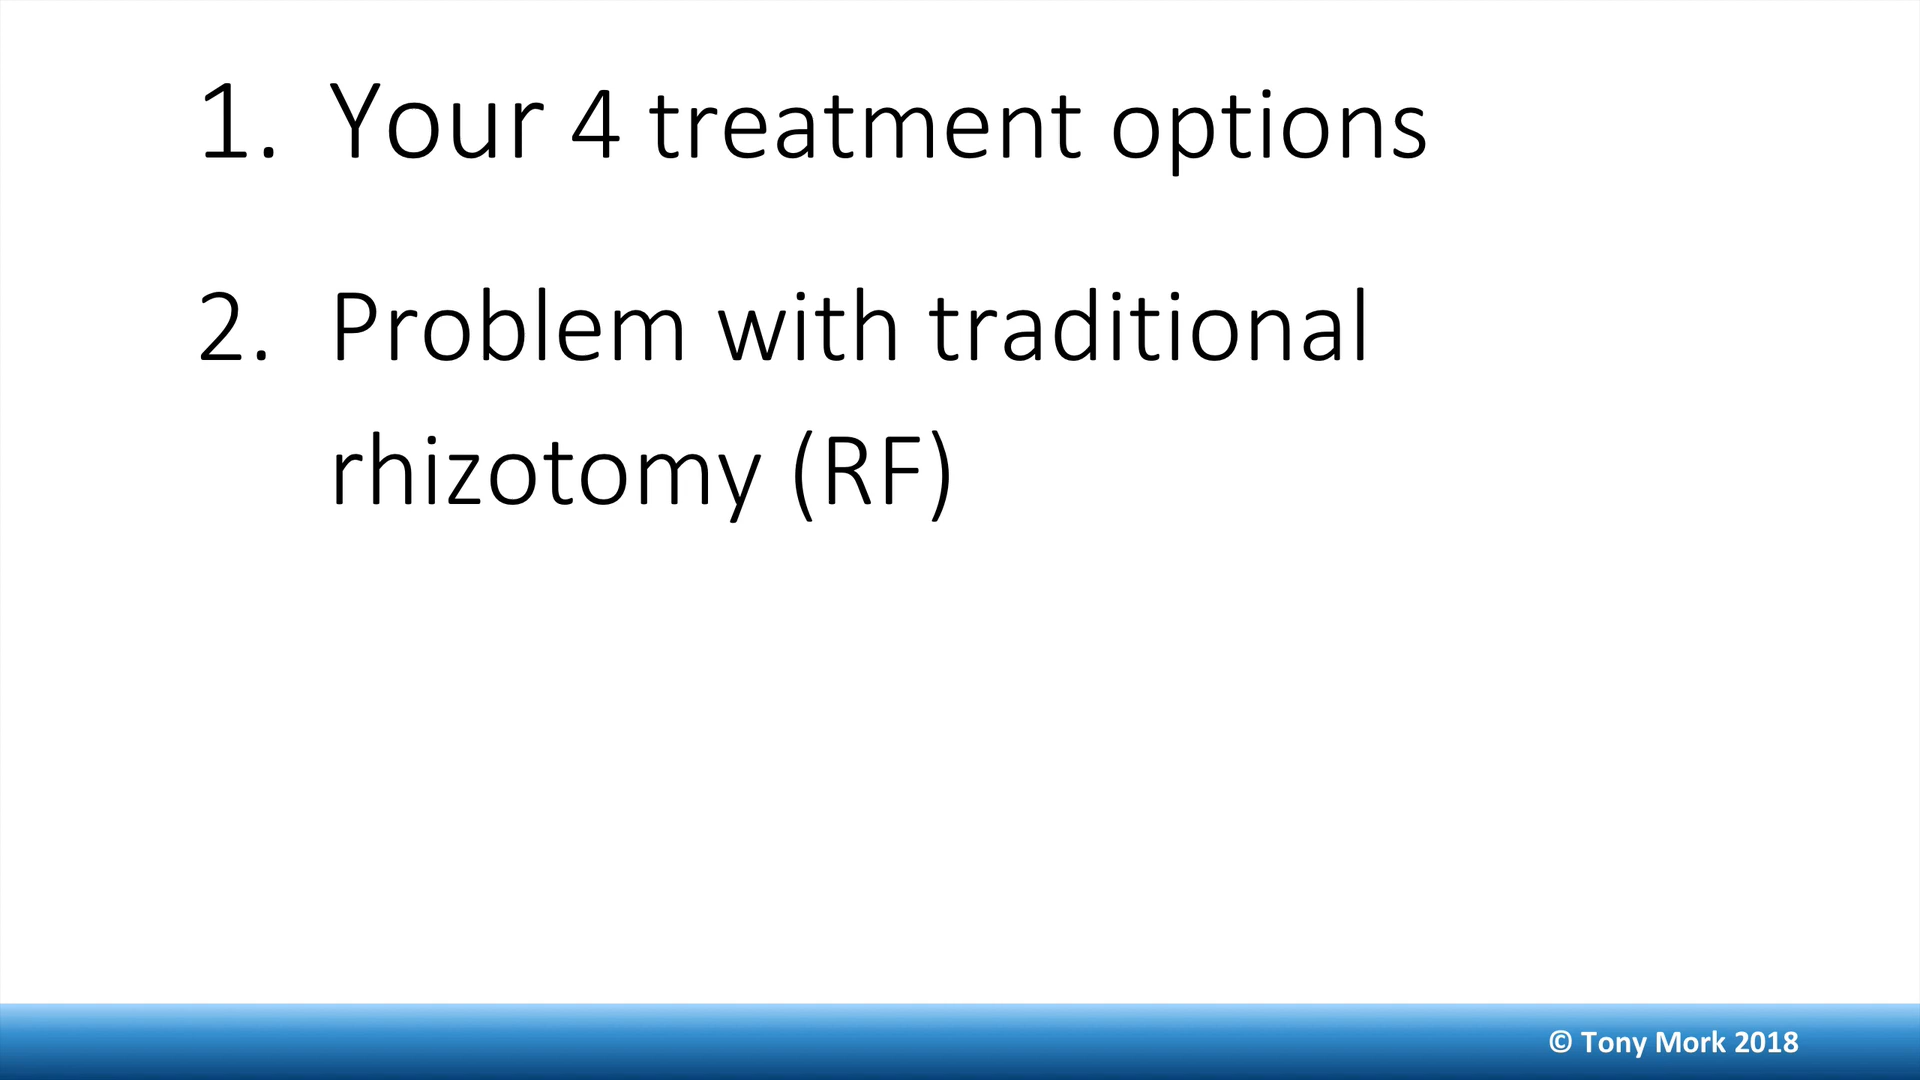 1. Your 4 treatment options
2. Problem with traditional
rhizotomy (RF)
© Tony Mork 2018